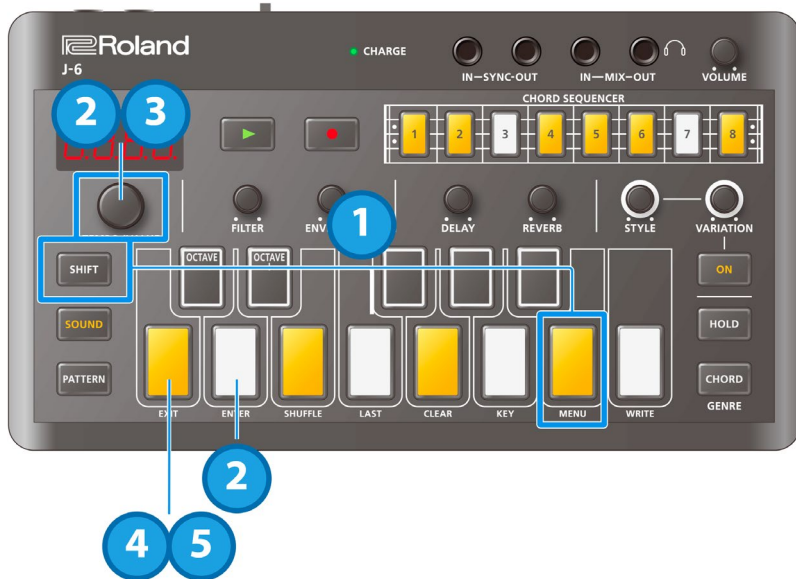 Roland
J-6
CHARGE
IN–SYNC-OUT
IN—MIX—OUT
VOLUME
CHORD SEQUENCER
1 2 3 4 5 6 7 8
2 3
FILTER
1
DELAY
REVERB
STYLE
VARIATION
SHIFT
OCTAVE
OCTAVE
ON
SOUND
HOLD
PATTERN
CHORD
GENRE
EXIT
ENTER
SHUFFLE
LAST
CLEAR
KEY
MENU
WRITE
2
4 5